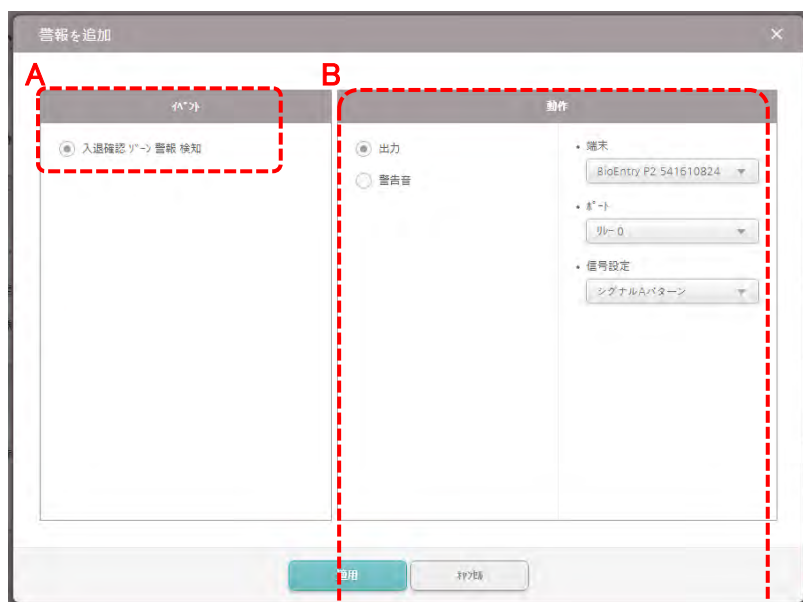 警報を追加
A
B
ｲﾍﾞﾝﾄ
動作
入退確認 ｿﾞｰﾝ 警報 検知
出力
警告音
• 端末
BioEntry P2 541610824
• ﾎﾟｰﾄ
ﾘﾚｰ 0
• 信号設定
シグナルAパターン
適用
ｷｬﾝｾﾙ